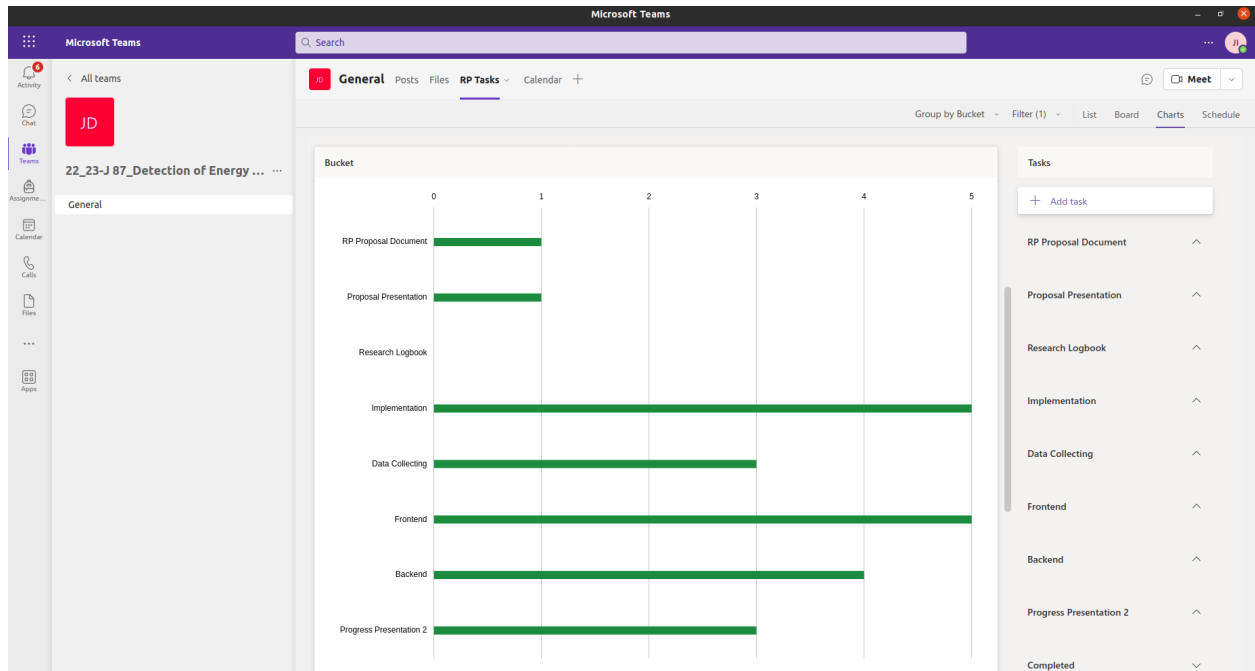 Microsoft Teams
Microsoft Teams
Search
JI
6
Activity
Chat
Teams
Assignme...
Calendar
Calls
Files
Apps
All teams
JD
22_23-J 87_Detection of Energy ...
General
JD
General
Posts
Files
RP Tasks
Calendar
Meet
Group by Bucket
Filter (1)
List
Board
Charts
Schedule
Bucket
0 1 2 3 4 5
RP Proposal Document
Proposal Presentation
Research Logbook
Implementation
Data Collecting
Frontend
Backend
Progress Presentation 2
Tasks
Add task
RP Proposal Document
Proposal Presentation
Research Logbook
Implementation
Data Collecting
Frontend
Backend
Progress Presentation 2
Completed